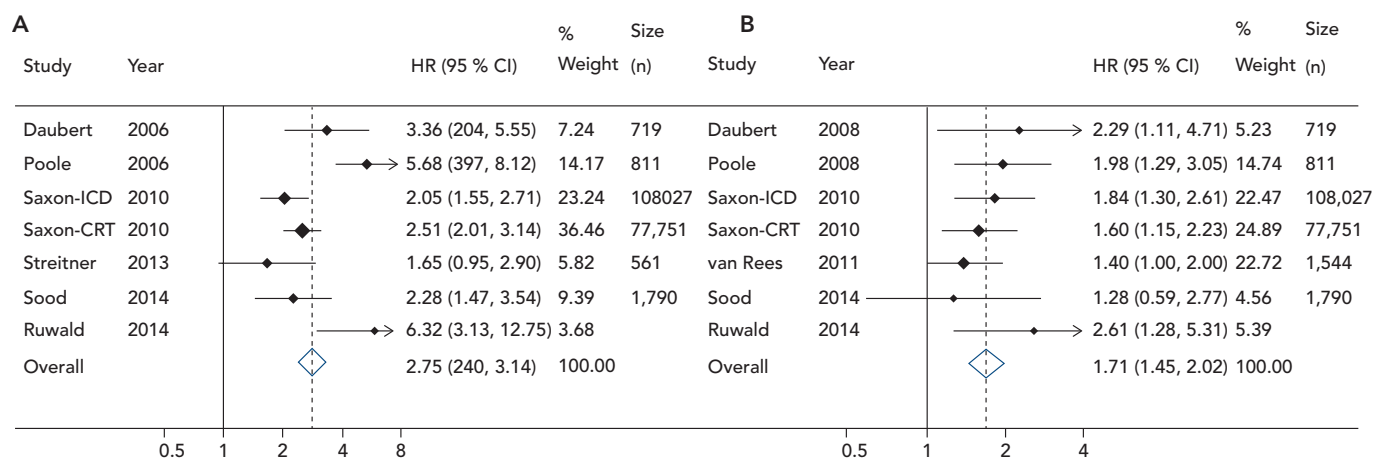 A
Study Year HR (95 % CI) % Weight Size (n)
Daubert 2006 3.36 (204, 5.55) 7.24 719
Poole 2006 5.68 (397, 8.12) 14.17 811
Saxon-ICD 2010 2.05 (1.55, 2.71) 23.24 108027
Saxon-CRT 2010 2.51 (2.01, 3.14) 36.46 77,751
Streitner 2013 1.65 (0.95, 2.90) 5.82 561
Sood 2014 2.28 (1.47, 3.54) 9.39 1,790
Ruwald 2014 6.32 (3.13, 12.75) 3.68
Overall 2.75 (240, 3.14) 100.00
0.5 1 2 4 8
B
Study Year HR (95 % CI) % Weight Size (n)
Daubert 2008 2.29 (1.11, 4.71) 5.23 719
Poole 2008 1.98 (1.29, 3.05) 14.74 811
Saxon-ICD 2010 1.84 (1.30, 2.61) 22.47 108,027
Saxon-CRT 2010 1.60 (1.15, 2.23) 24.89 77,751
van Rees 2011 1.40 (1.00, 2.00) 22.72 1,544
Sood 2014 1.28 (0.59, 2.77) 4.56 1,790
Ruwald 2014 2.61 (1.28, 5.31) 5.39
Overall 1.71 (1.45, 2.02) 100.00
0.5 1 2 4